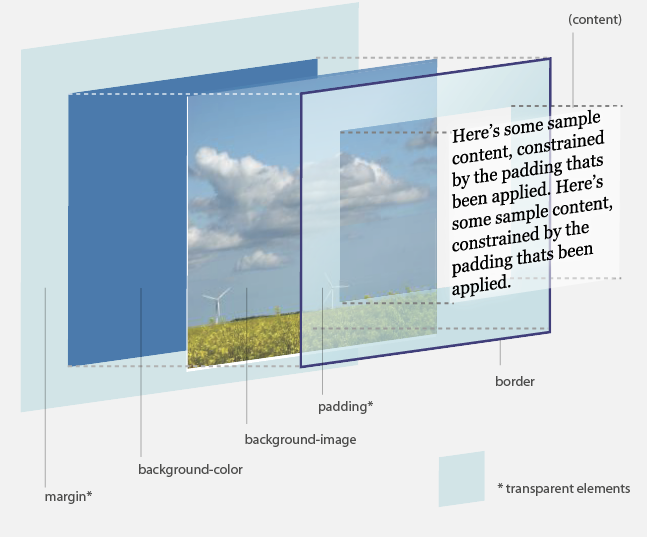 (content)
Here’s some sample
content, constrained
by the padding thats
been applied. Here’s
some sample content,
constrained by the
padding thats been
applied.
border
padding*
background-image
background-color
margin*
* transparent elements